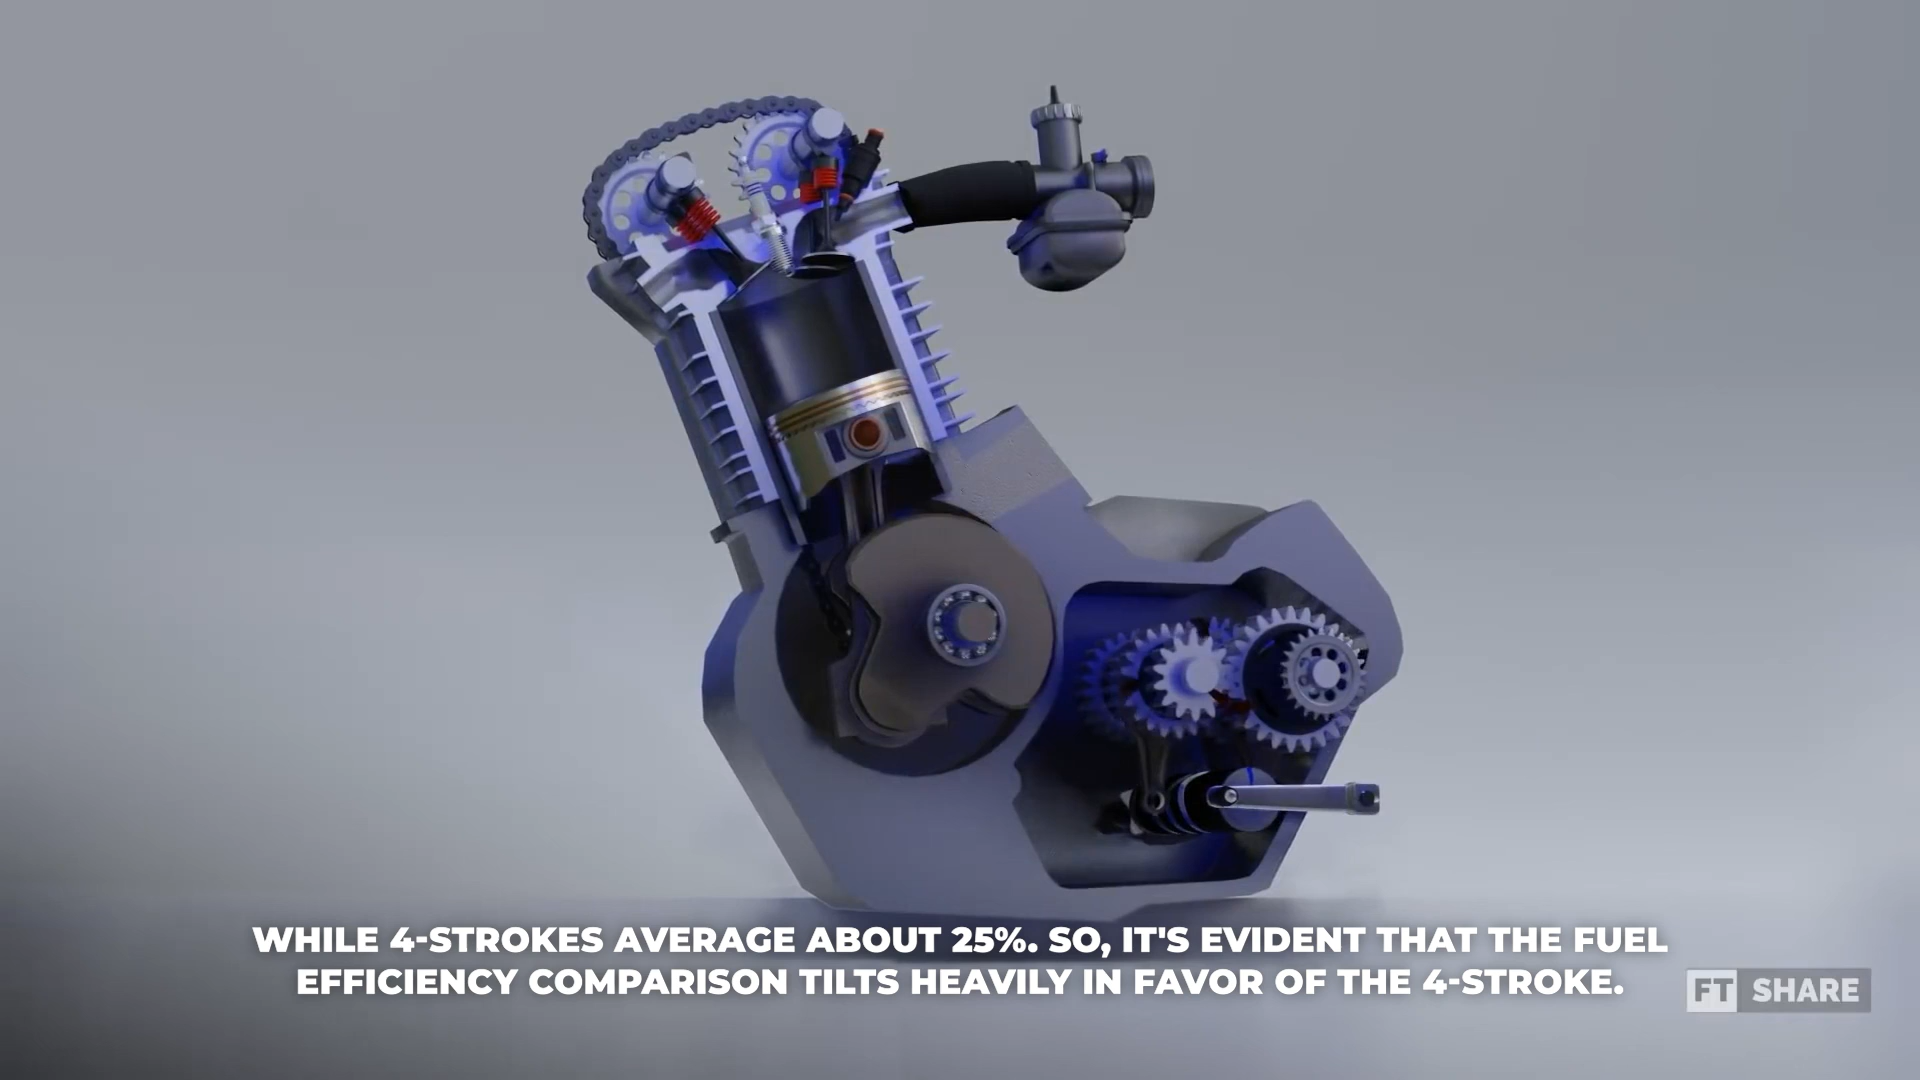 WHILE 4-STROKES AVERAGE ABOUT 25%. SO, IT'S EVIDENT THAT THE FUEL
EFFICIENCY COMPARISON TILTS HEAVILY IN FAVOR OF THE 4-STROKE.
FT SHARE